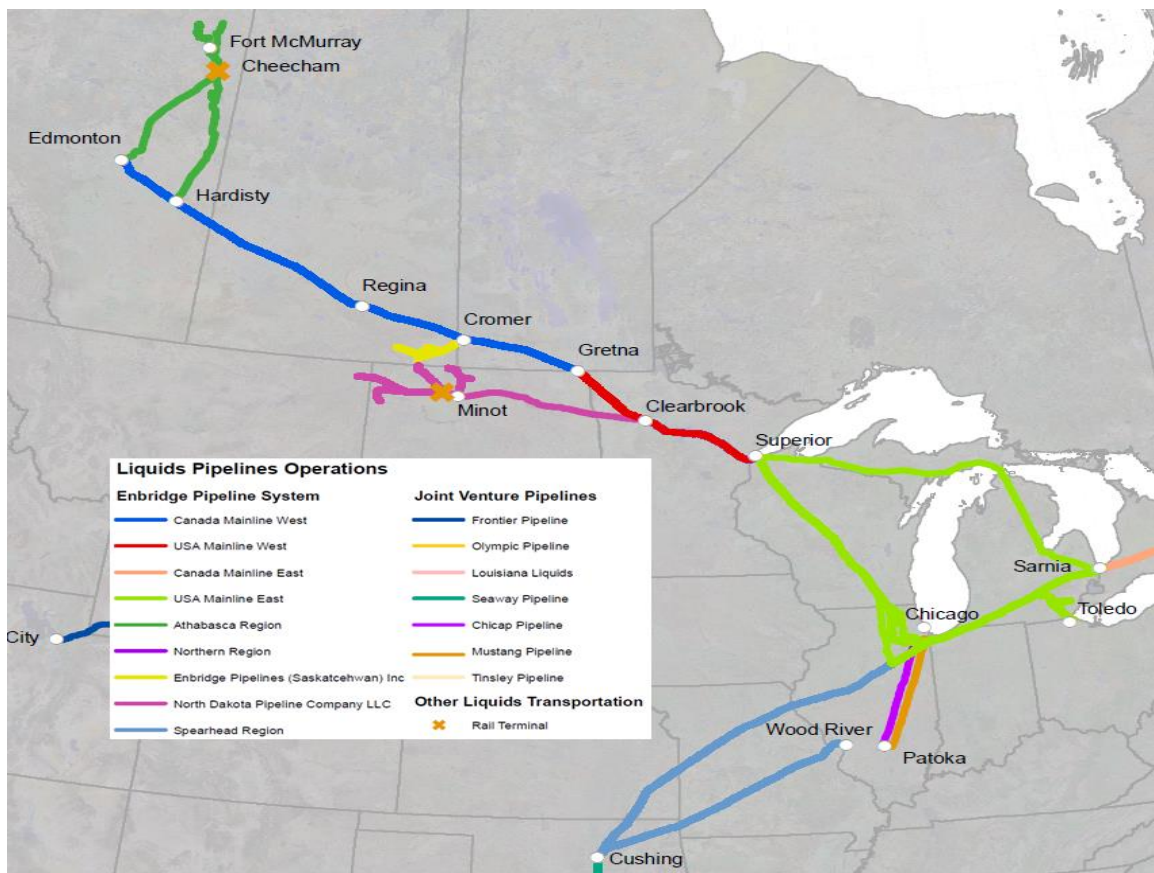 Fort McMurray
Cheecham
Edmonton
Hardisty
Regina
Cromer
Gretna
Minot
Clearbrook
Superior
Liquids Pipelines Operations
Enbridge Pipeline System
Canada Mainline West
USA Mainline West
Canada Mainline East
USA Mainline East
Athabasca Region
Northern Region
Enbridge Pipelines (Saskatcehwan) Inc
North Dakota Pipeline Company LLC
Spearhead Region
Joint Venture Pipelines
Frontier Pipeline
Olympic Pipeline
Louisiana Liquids
Seaway Pipeline
Chicap Pipeline
Mustang Pipeline
Tinsley Pipeline
Other Liquids Transportation
Rail Terminal
Sarnia
Chicago
Toledo
City
Wood River
Patoka
Cushing